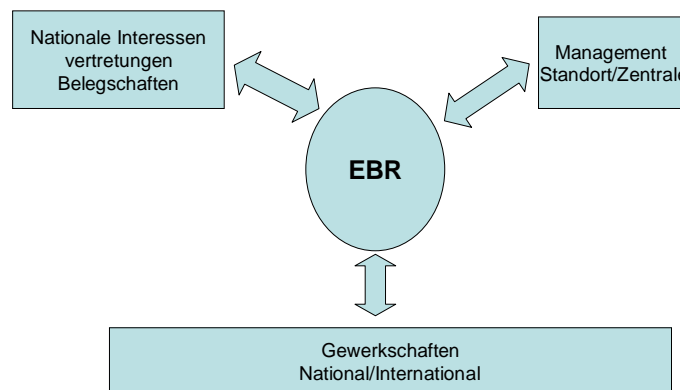 Nationale Interessen
vertretungen
Belegschaften
Management
Standort/Zentrale
EBR
Gewerkschaften
National/International